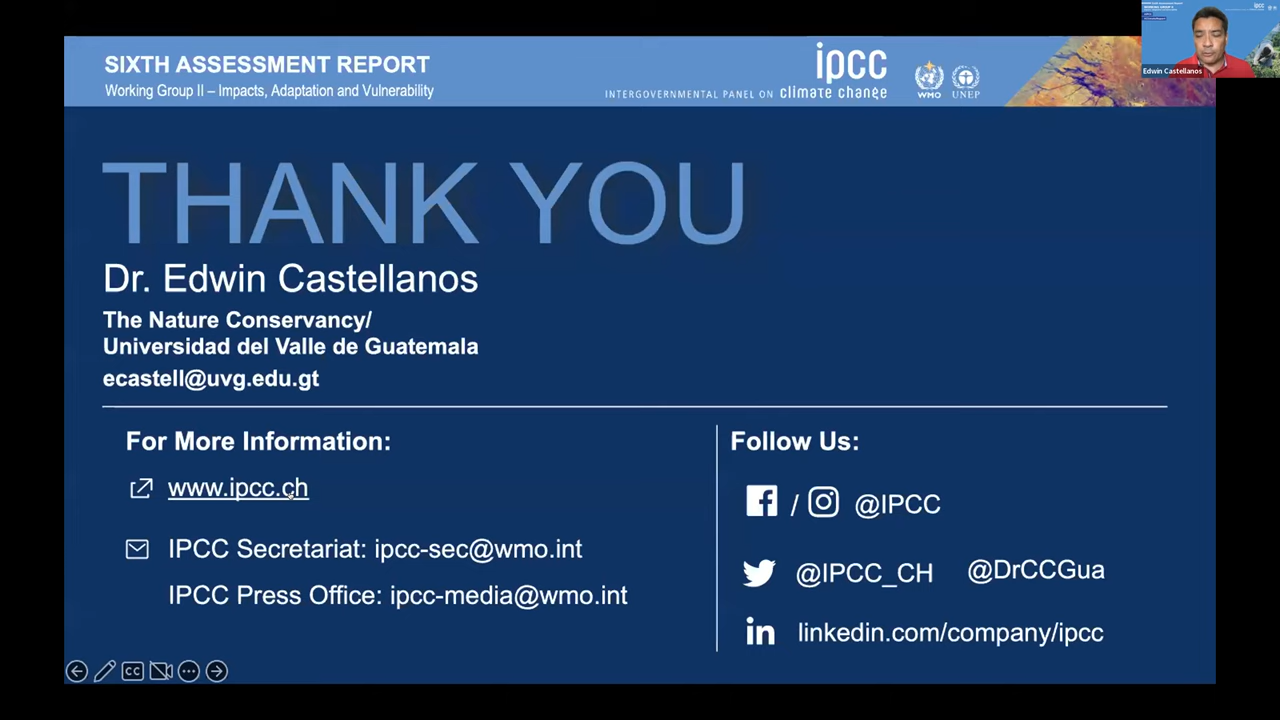 SIXTH ASSESSMENT REPORT
Working Group II – Impacts, Adaptation and Vulnerability
ipcc
INTERGOVERNMENTAL PANEL ON climate change
WMO
UNEP
Edwin Castellanos
THANK YOU
Dr. Edwin Castellanos
The Nature Conservancy/
Universidad del Valle de Guatemala
ecastell@uvg.edu.gt
For More Information:
www.ipcc.ch
IPCC Secretariat: ipcc-sec@wmo.int
IPCC Press Office: ipcc-media@wmo.int
Follow Us:
/ @IPCC
@IPCC_CH @DrCCGua
in linkedin.com/company/ipcc
CC